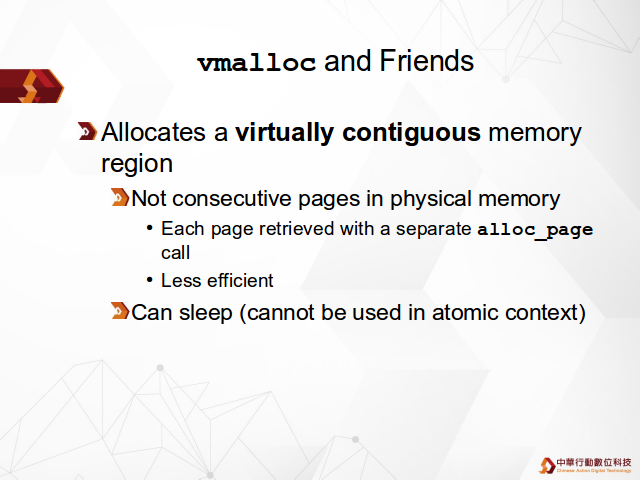 vmalloc and Friends
Allocates a virtually contiguous memory
region
Not consecutive pages in physical memory
• Each page retrieved with a separate alloc_page
call
• Less efficient
Can sleep (cannot be used in atomic context)
中華行動數位科技
Chinese Action Digital Technology